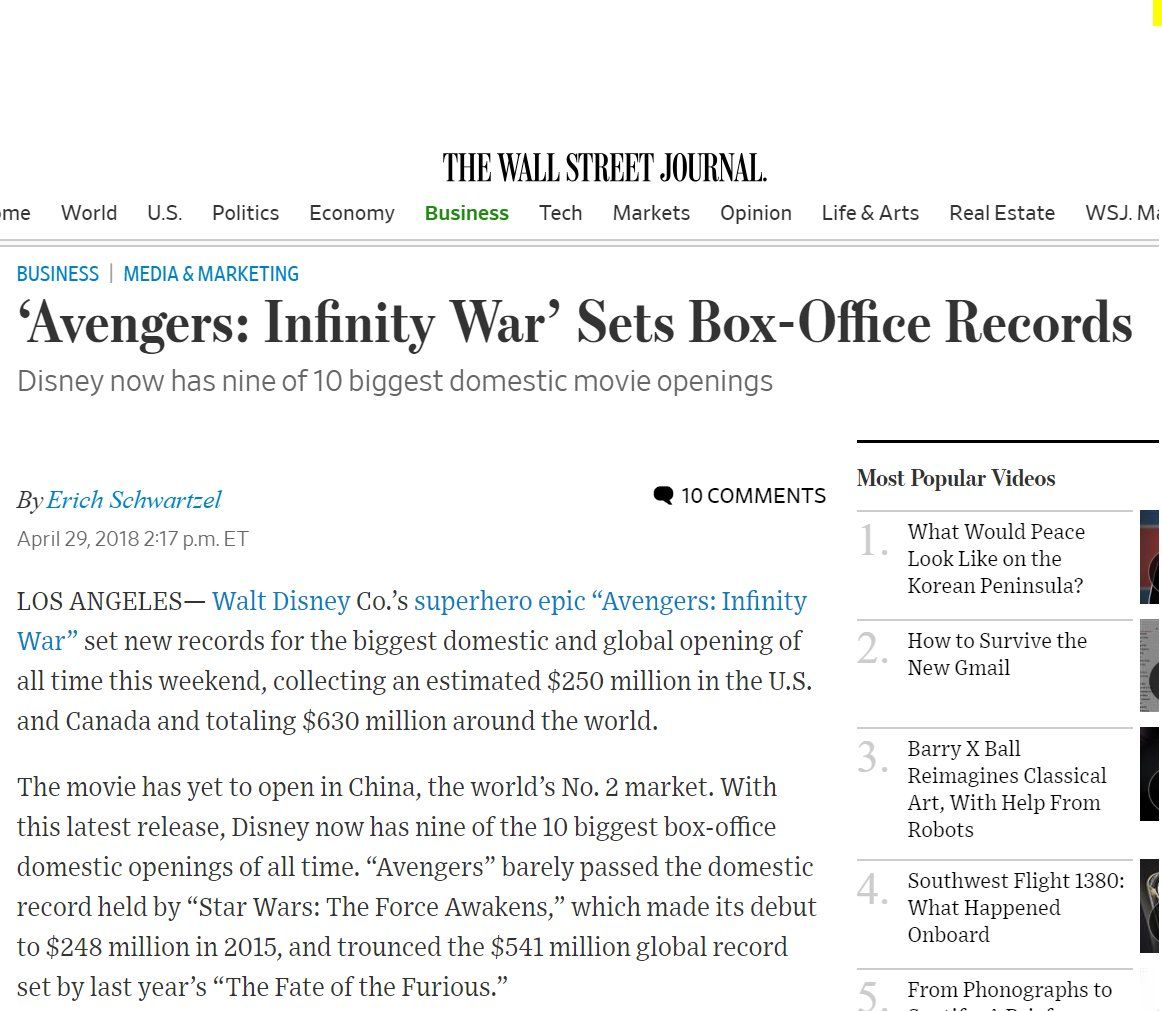 THE WALL STREET JOURNAL.
ome World U.S. Politics Economy Business Tech Markets Opinion Life & Arts Real Estate WSJ. Ma
BUSINESS | MEDIA & MARKETING
‘Avengers: Infinity War’ Sets Box-Office Records
Disney now has nine of 10 biggest domestic movie openings
By Erich Schwartzel
10 COMMENTS
April 29, 2018 2:17 p.m. ET
LOS ANGELES— Walt Disney Co.’s superhero epic “Avengers: Infinity
War” set new records for the biggest domestic and global opening of
all time this weekend, collecting an estimated $250 million in the U.S.
and Canada and totaling $630 million around the world.
The movie has yet to open in China, the world’s No. 2 market. With
this latest release, Disney now has nine of the 10 biggest box-office
domestic openings of all time. “Avengers” barely passed the domestic
record held by “Star Wars: The Force Awakens,” which made its debut
to $248 million in 2015, and trounced the $541 million global record
set by last year’s “The Fate of the Furious.”
Most Popular Videos
1. What Would Peace
Look Like on the
Korean Peninsula?
2. How to Survive the
New Gmail
3. Barry X Ball
Reimagines Classical
Art, With Help From
Robots
4. Southwest Flight 1380:
What Happened
Onboard
5. From Phonographs to